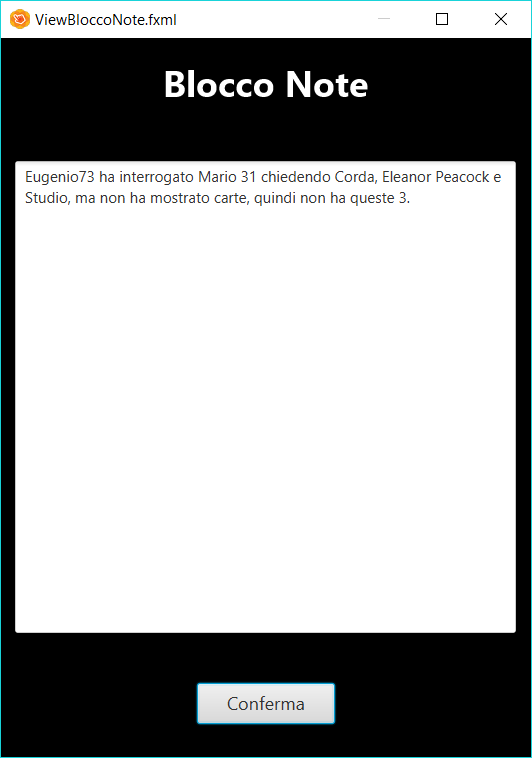 ViewBloccoNote.fxml
Blocco Note
Eugenio73 ha interrogato Mario 31 chiedendo Corda, Eleanor Peacock e
Studio, ma non ha mostrato carte, quindi non ha queste 3.
Conferma